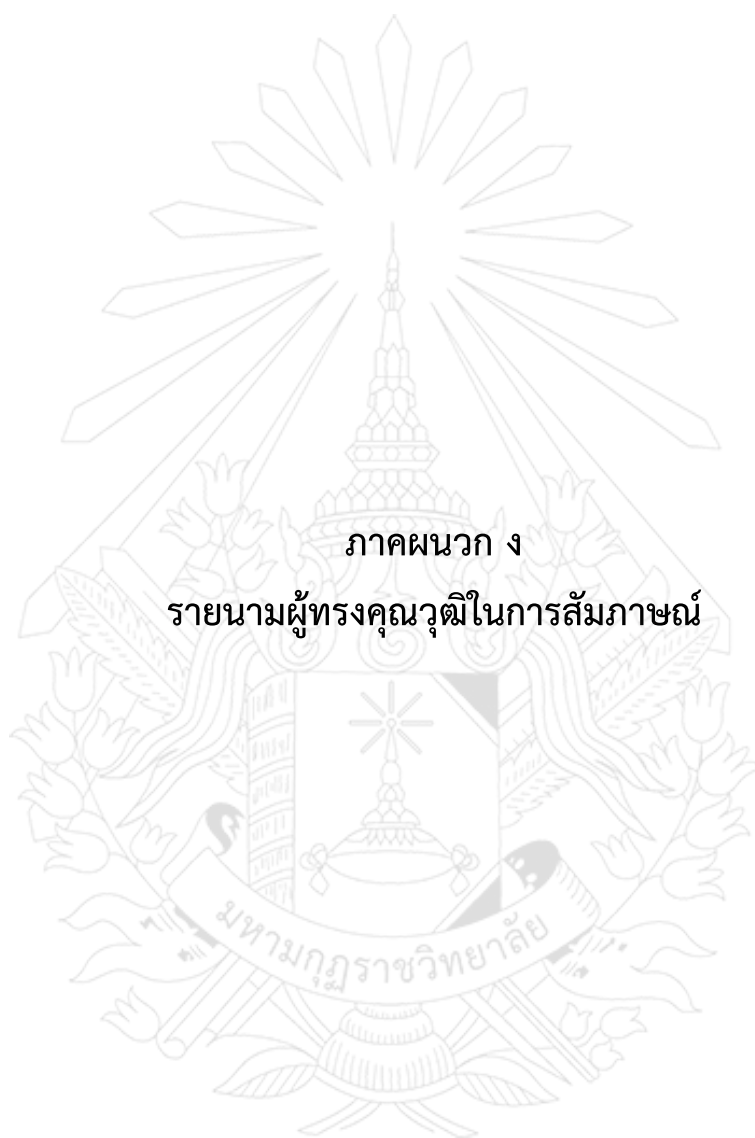 ภาคผนวก ง
รายนามผู้ทรงคุณวุฒิในการสัมภาษณ์
มหามกุฏราชวิทยาลัย